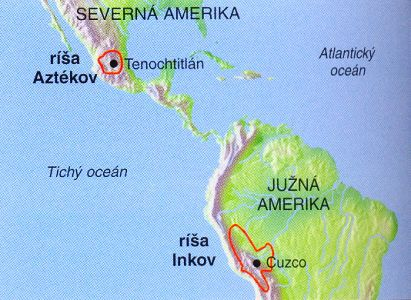 SEVERNÁ AMERIKA
ríša
Aztékov
Tenochtitlán
Atlantický
oceán
Tichý oceán
JUŽNÁ
AMERIKA
ríša
Inkov
Cuzco